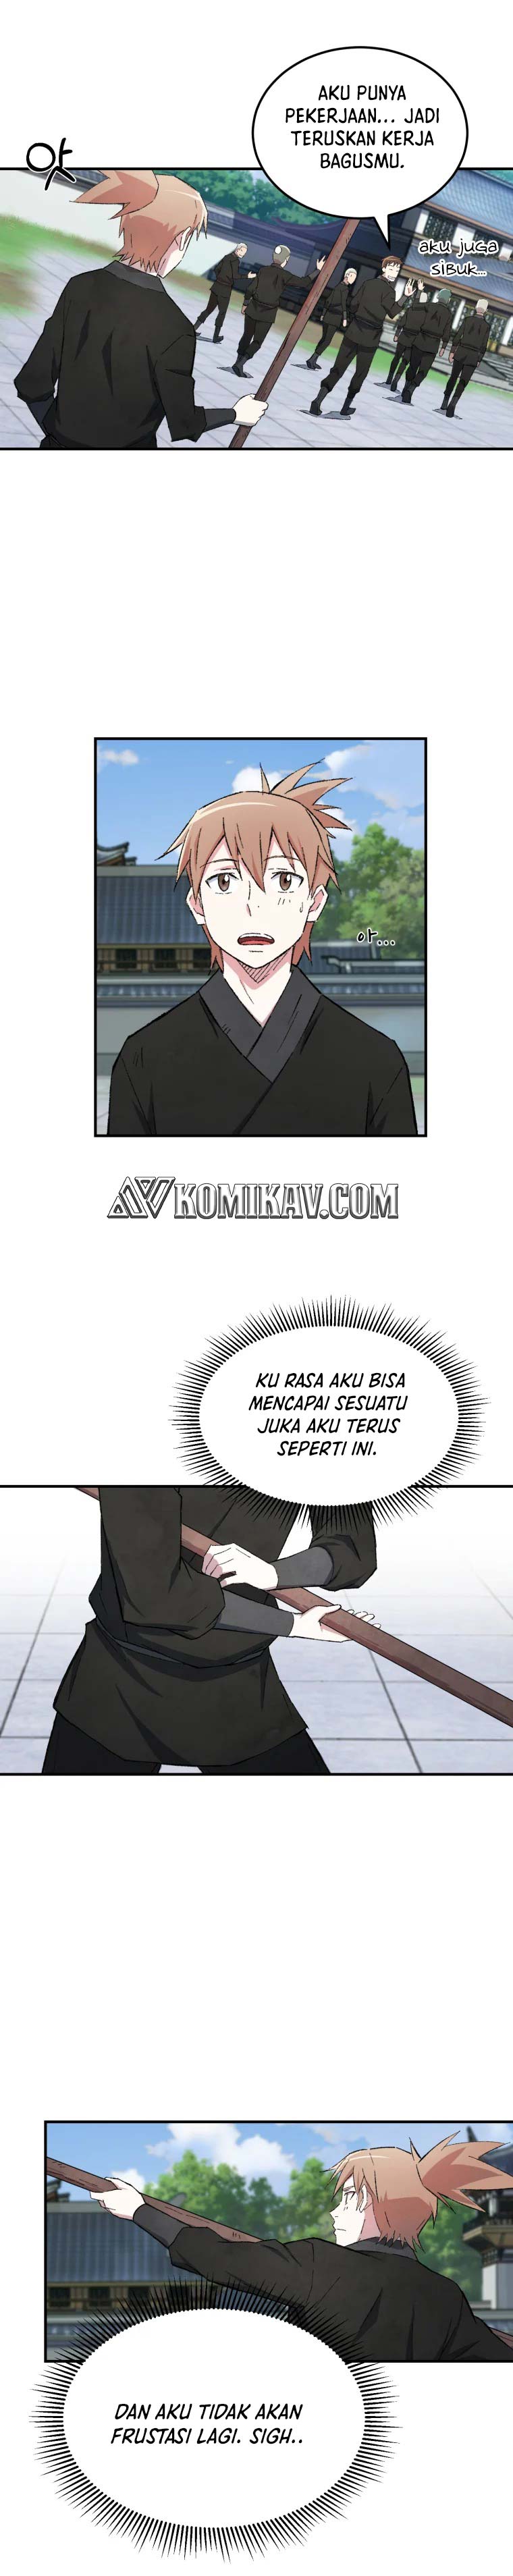 AKU PUNYA
PEKERJAAN... JADI
TERUSKAN KERJA
BAGUSMU.
앗
aku juga
sibuk...
아...
KOMIKAV.COM
KU RASA AKU BISA
MENCAPAI SESUATU
JUKA AKU TERUS
SEPERTI INI.
DAN AKU TIDAK AKAN
FRUSTASI LAGI. SIGH..